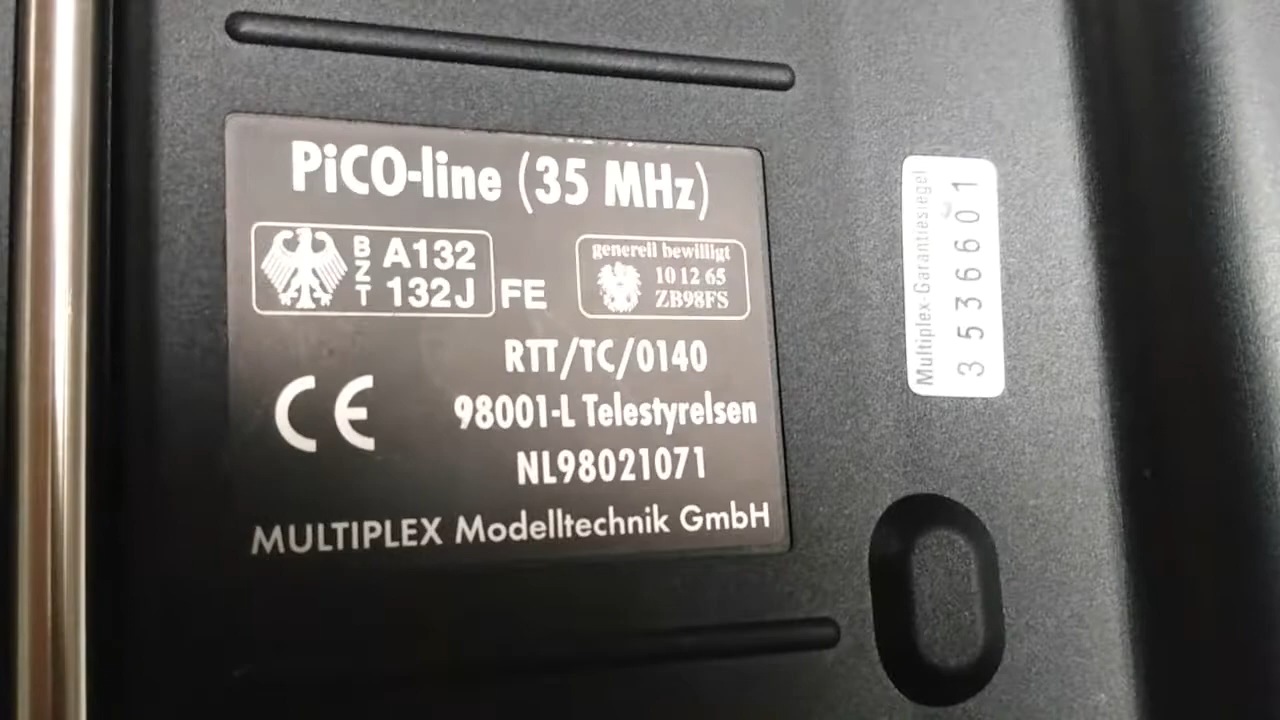 PiCO-line (35 MHz)
BZT A132
132J FE
generell bewilligt
10 12 65
ZB98FS
RTT/TC/0140
CE 98001-L Telestyrelsen
NL98021071
MULTIPLEX Modelltechnik GmbH
Multiplex-Garantiesiegel
3536601